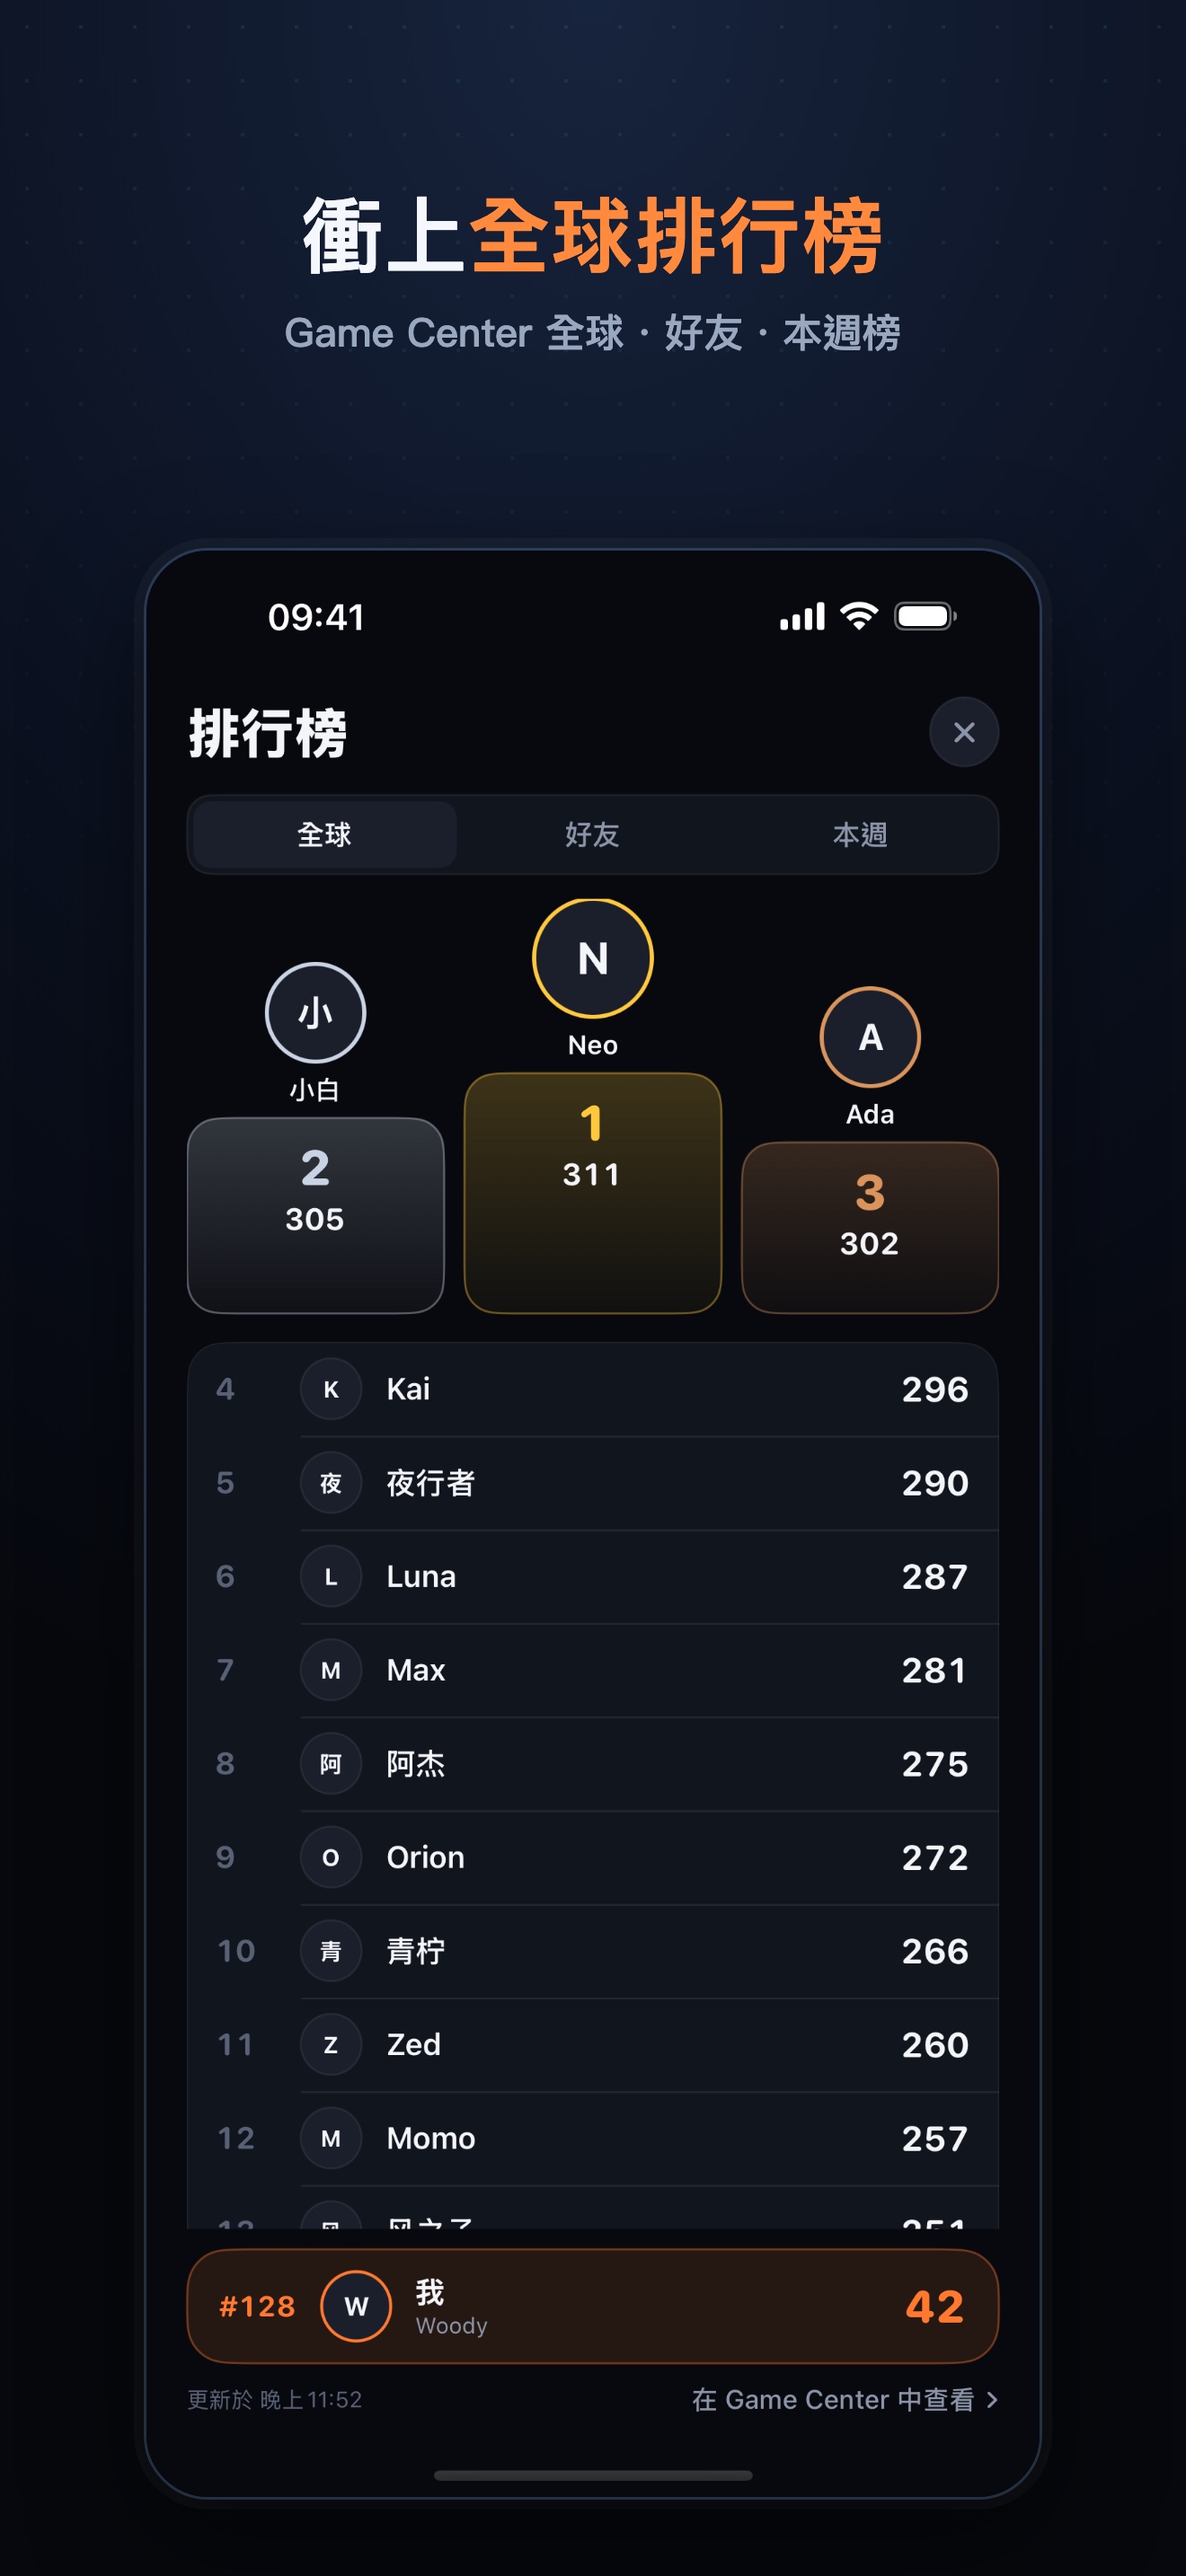 衝上全球排行榜
Game Center 全球 · 好友 · 本週榜
09:41
排行榜
全球 好友 本週
N
小
A
Neo
小白
Ada
1
2
3
311
305
302
4 K Kai 296
5 夜 夜行者 290
6 L Luna 287
7 M Max 281
8 阿 阿杰 275
9 O Orion 272
10 青 青柠 266
11 Z Zed 260
12 M Momo 257
#128 W 我 42
Woody
更新於 晚上11:52 在 Game Center 中查看 >